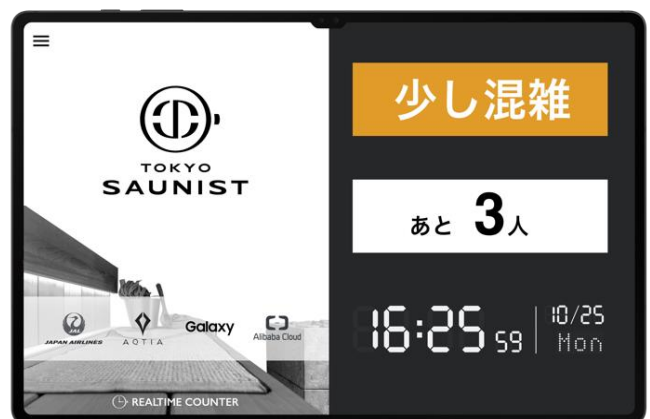 TOKYO
SAUNIST
JAL
JAPAN AIRLINES
AQTIA
Galaxy
Alibaba Cloud
REALTIME COUNTER
少し混雑
あと 3人
16:25 59
10/25
Mon